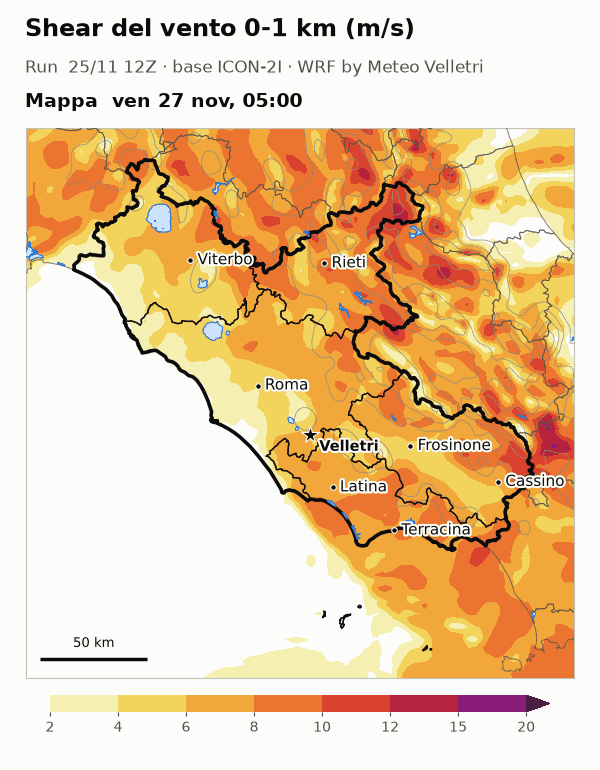 Shear del vento 0-1 km (m/s)
Run  25/11 12Z · base ICON-2I · WRF by Meteo Velletri
Mappa  ven 27 nov, 05:00
Viterbo
Rieti
Roma
Velletri
Frosinone
Latina
Cassino
Terracina
50 km
2 4 6 8 10 12 15 20